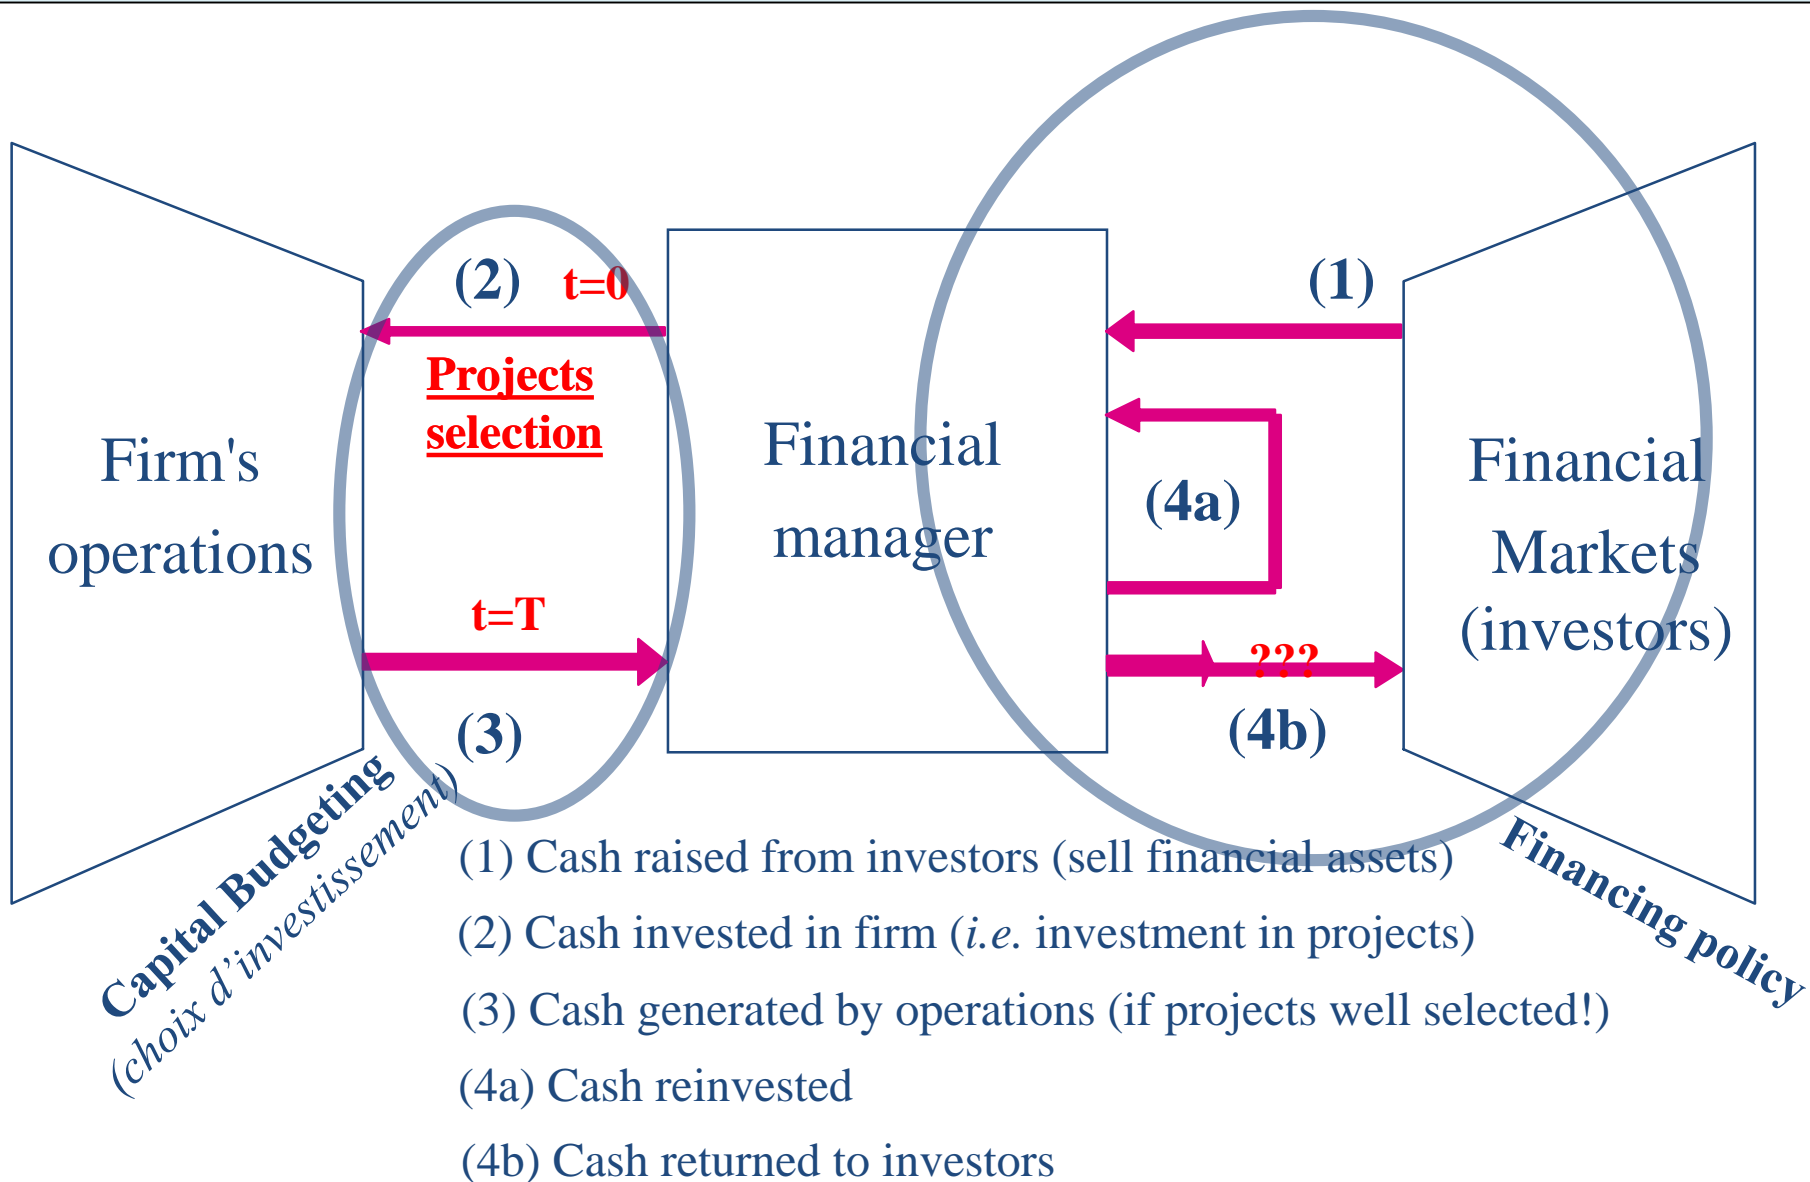 (2) t=0
(1)
Projects
selection
Firm's
operations
Financial
manager
(4a)
Financial
Markets
(investors)
t=T
???
(3)
(4b)
Capital Budgeting
(choix d’investissement)
Financing policy
(1) Cash raised from investors (sell financial assets)
(2) Cash invested in firm (i.e. investment in projects)
(3) Cash generated by operations (if projects well selected!)
(4a) Cash reinvested
(4b) Cash returned to investors